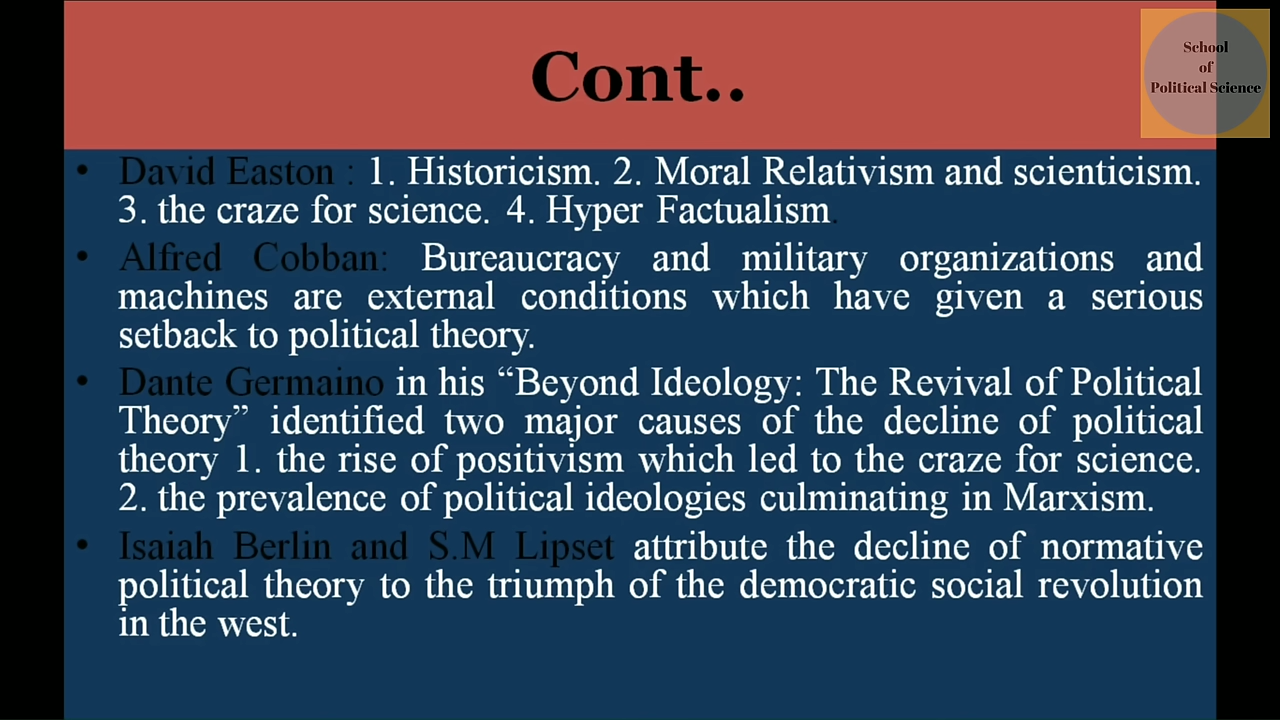 Cont..
School
of
Political Science
• David Easton : 1. Historicism. 2. Moral Relativism and scienticism.
3. the craze for science. 4. Hyper Factualism.
• Alfred Cobban: Bureaucracy and military organizations and
machines are external conditions which have given a serious
setback to political theory.
• Dante Germaino in his “Beyond Ideology: The Revival of Political
Theory” identified two major causes of the decline of political
theory 1. the rise of positivism which led to the craze for science.
2. the prevalence of political ideologies culminating in Marxism.
• Isaiah Berlin and S.M Lipset attribute the decline of normative
political theory to the triumph of the democratic social revolution
in the west.